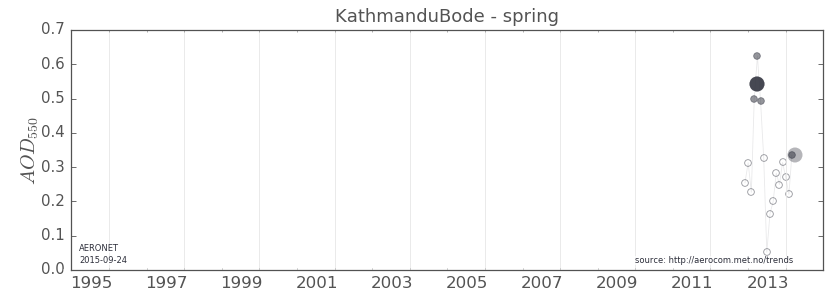 KathmanduBode - spring
0.7
0.6
0.5
0.4
0.3
0.2
0.1
0.0
AOD550
AERONET
2015-09-24
source: http://aerocom.met.no/trends
1995 1997 1999 2001 2003 2005 2007 2009 2011 2013